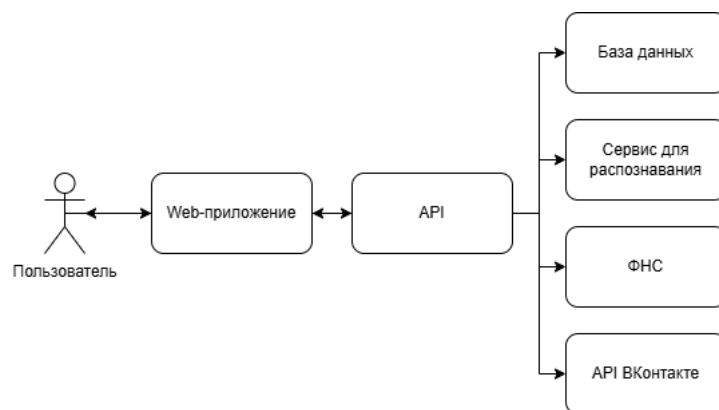 База данных
Сервис для
распознавания
Web-приложение
API
Пользователь
ФНС
API ВКонтакте